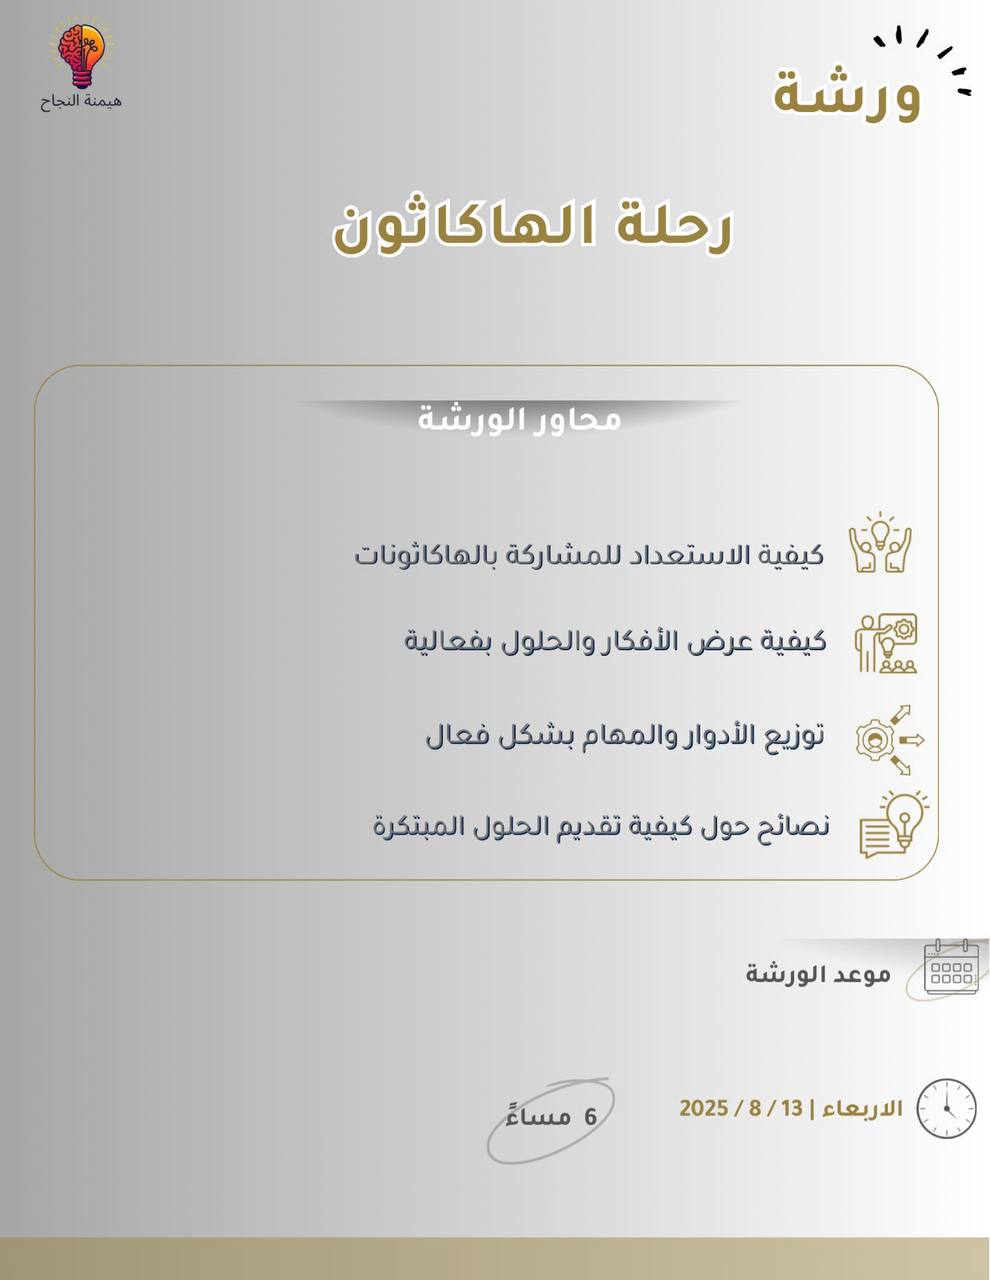 هيمنة النجاح
ورشة
رحلة الهاكاثون
محاور الورشة
كيفية الاستعداد للمشاركة بالهاكاثونات
كيفية عرض الأفكار والحلول بفعالية
توزيع الأدوار والمهام بشكل فعال
نصائح حول كيفية تقديم الحلول المبتكرة
موعد الورشة
الاربعاء | 13 / 8 / 2025
6 مساءً